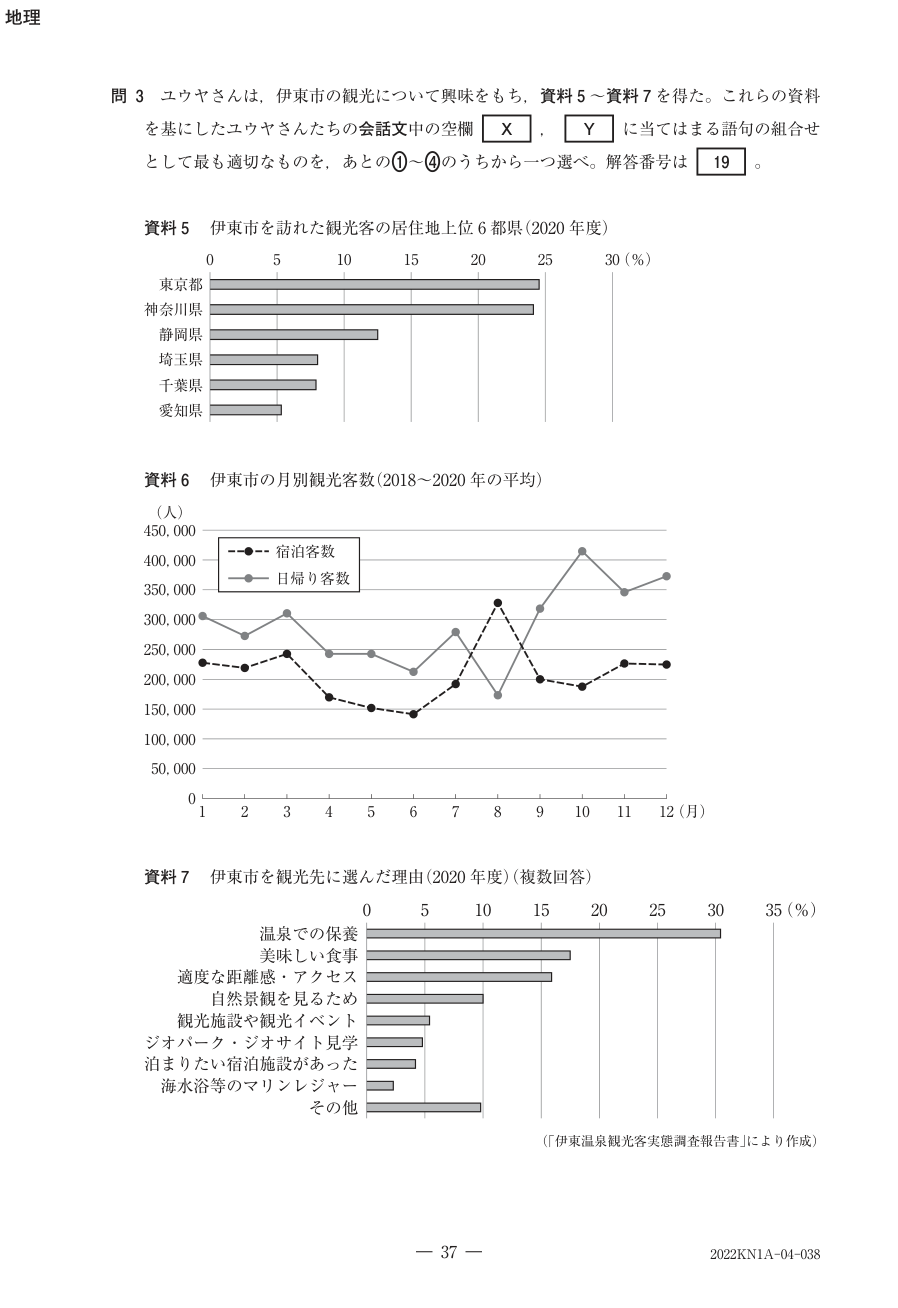 地理
問 3 ユウヤさんは，伊東市の観光について興味をもち，資料5～資料7を得た。これらの資料
を基にしたユウヤさんたちの会話文中の空欄 X ， Y に当てはまる語句の組合せ
として最も適切なものを，あとの①～④のうちから一つ選べ。解答番号は 19 。
資料5 伊東市を訪れた観光客の居住地上位6都県(2020年度)
0 5 10 15 20 25 30 (％)
東京都
神奈川県
静岡県
埼玉県
千葉県
愛知県
資料6 伊東市の月別観光客数(2018～2020年の平均)
(人)
450,000
400,000
350,000
300,000
250,000
200,000
150,000
100,000
50,000
0
宿泊客数
日帰り客数
1 2 3 4 5 6 7 8 9 10 11 12 (月)
資料7 伊東市を観光先に選んだ理由(2020年度)(複数回答)
0 5 10 15 20 25 30 35 (％)
温泉での保養
美味しい食事
適度な距離感・アクセス
自然景観を見るため
観光施設や観光イベント
ジオパーク・ジオサイト見学
泊まりたい宿泊施設があった
海水浴等のマリンレジャー
その他
(「伊東温泉観光客実態調査報告書」により作成)
― 37 ―
2022KN1A-04-038